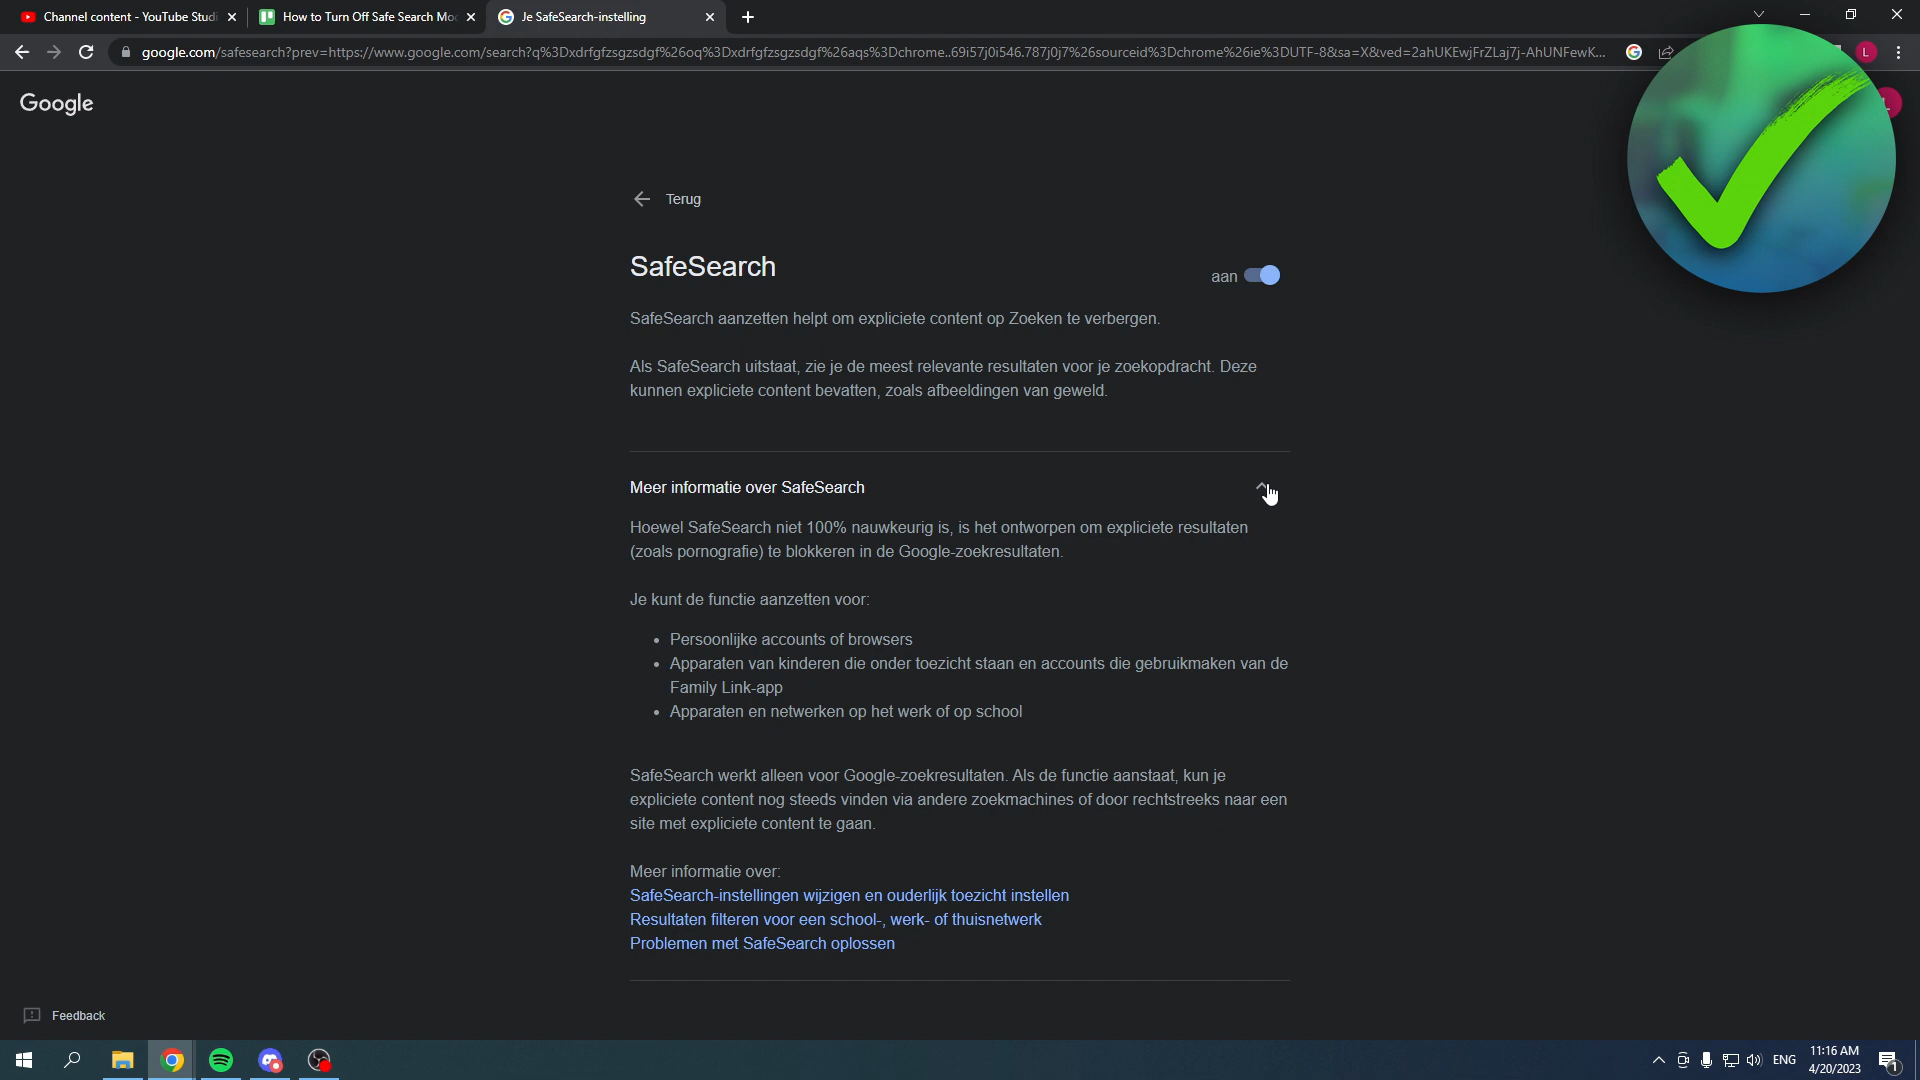 Channel content - YouTube Studi
How to Turn Off Safe Search Mo
Je SafeSearch-instelling
google.com/safesearch?prev=https://www.google.com/search?q%3Dxdrfgfzsgzsdgf%26oq%3Dxdrfgfzsgzsdgf%26aqs%3Dchrome..69i57j0i546.787j0j7%26sourceid%3Dchrome%26ie%3DUTF-8&sa=X&ved=2ahUKEwjFrZLaj7j-AhUNFewK...
L
Google
Terug
SafeSearch
aan
SafeSearch aanzetten helpt om expliciete content op Zoeken te verbergen.
Als SafeSearch uitstaat, zie je de meest relevante resultaten voor je zoekopdracht. Deze
kunnen expliciete content bevatten, zoals afbeeldingen van geweld.
Meer informatie over SafeSearch
Hoewel SafeSearch niet 100% nauwkeurig is, is het ontworpen om expliciete resultaten
(zoals pornografie) te blokkeren in de Google-zoekresultaten.
Je kunt de functie aanzetten voor:
• Persoonlijke accounts of browsers
• Apparaten van kinderen die onder toezicht staan en accounts die gebruikmaken van de
Family Link-app
• Apparaten en netwerken op het werk of op school
SafeSearch werkt alleen voor Google-zoekresultaten. Als de functie aanstaat, kun je
expliciete content nog steeds vinden via andere zoekmachines of door rechtstreeks naar een
site met expliciete content te gaan.
Meer informatie over:
SafeSearch-instellingen wijzigen en ouderlijk toezicht instellen
Resultaten filteren voor een school-, werk- of thuisnetwerk
Problemen met SafeSearch oplossen
Feedback
ENG
11:16 AM
4/20/2023
1